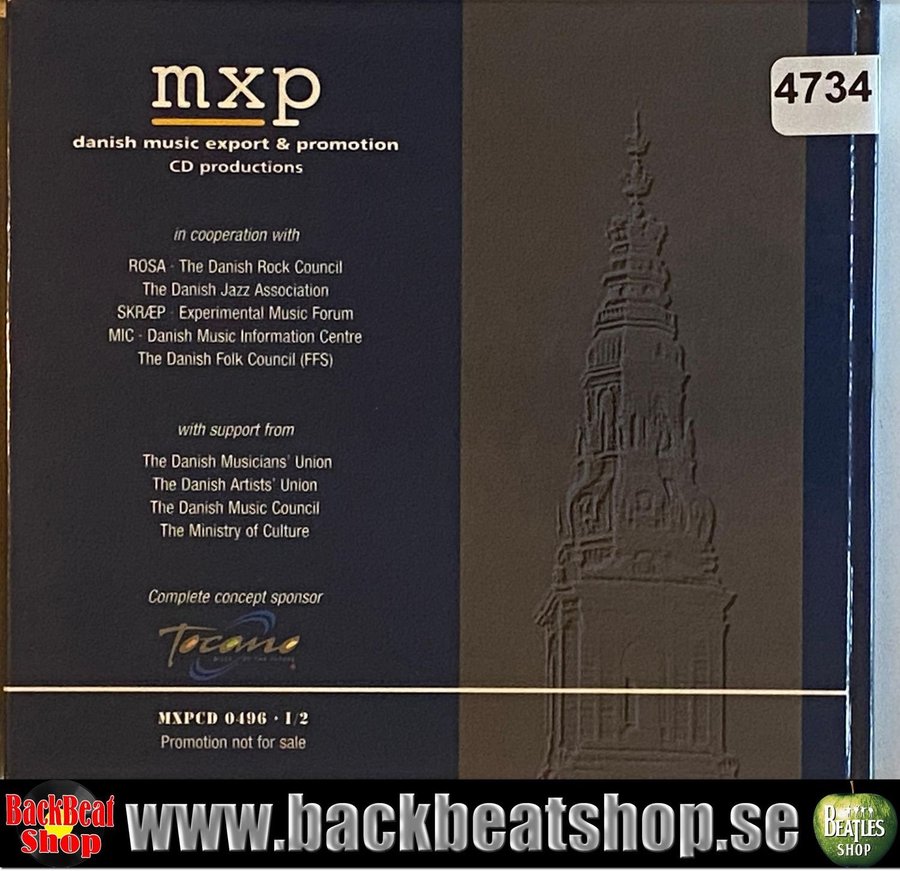 mxp
4734
danish music export & promotion
CD productions
in cooperation with
ROSA · The Danish Rock Council
The Danish Jazz Association
SKRÆP · Experimental Music Forum
MIC · Danish Music Information Centre
The Danish Folk Council (FFS)
with support from
The Danish Musicians' Union
The Danish Artists' Union
The Danish Music Council
The Ministry of Culture
Complete concept sponsor
Tocano
MXPCD 0496 · 1/2
Promotion not for sale
BackBeat
Shop
www.backbeatshop.se
BEATLES
SHOP